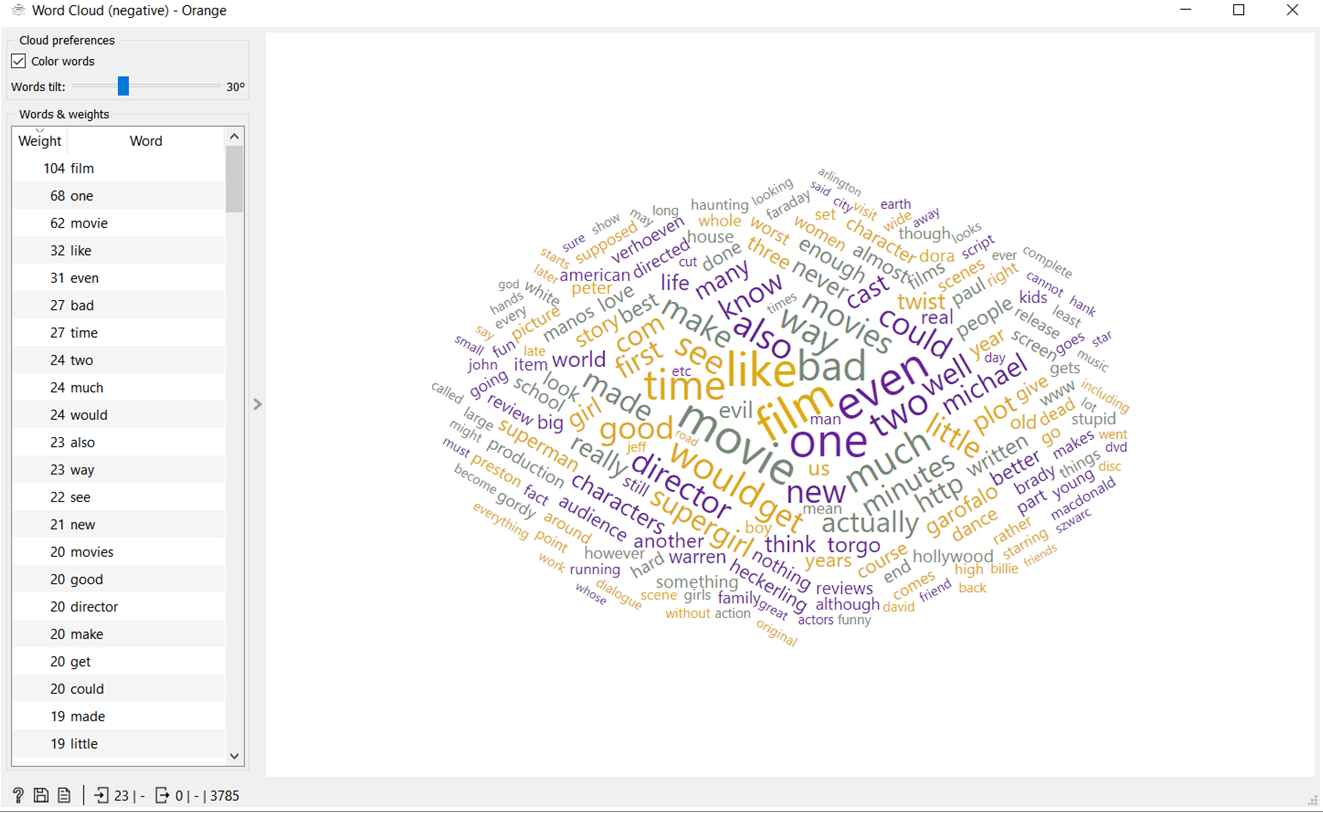 Word Cloud (negative) - Orange
Cloud preferences
Color words
Words tilt: 30º
Words & weights
Weight Word
104 film
68 one
62 movie
32 like
31 even
27 bad
27 time
24 two
24 much
24 would
23 also
23 way
22 see
21 new
20 movies
20 good
20 director
20 make
20 get
20 could
19 made
19 little
? 23 | - 0 | - | 3785
arlington
looking
said
haunting
faraday
city
visit
earth
show
may
long
whole
worst
women
set
character
wide
away
sure
supposed
verhoeven
house
three
enough
almost
though
looks
starts
directed
cut
done
never
films
dora
script
later
american
peter
life
many
cast
scenes
ever
complete
god
white
love
know
times
movies
twist
paul
right
cannot
hands
every
picture
manos
best
make
also
way
could
real
people
kids
hank
say
story
com
see
release
least
small
fun
late
first
etc
like
bad
even
well
year
screen
goes
star
john
item
world
time
day
michael
gets
music
going
school
look
made
evil
film
man
two
plot
give
www
including
called
review
big
girl
good
movie
road
one
little
old
dead
lot
stupid
large
superman
really
jeff
would
us
much
minutes
written
go
makes
went
might
production
director
get
new
http
better
things
dvd
must
preston
still
mean
brady
disc
become
fact
characters
supergirl
boy
actually
garofalo
part
young
gordy
audience
another
think
torgo
dance
macdonald
everything
around
nothing
years
course
rather
szwarc
point
however
hard
warren
heckerling
hollywood
starring
work
running
something
reviews
end
high
billie
friends
whose
dialogue
scene
girls
family
great
although
comes
friend
back
without
action
actors
funny
david
original